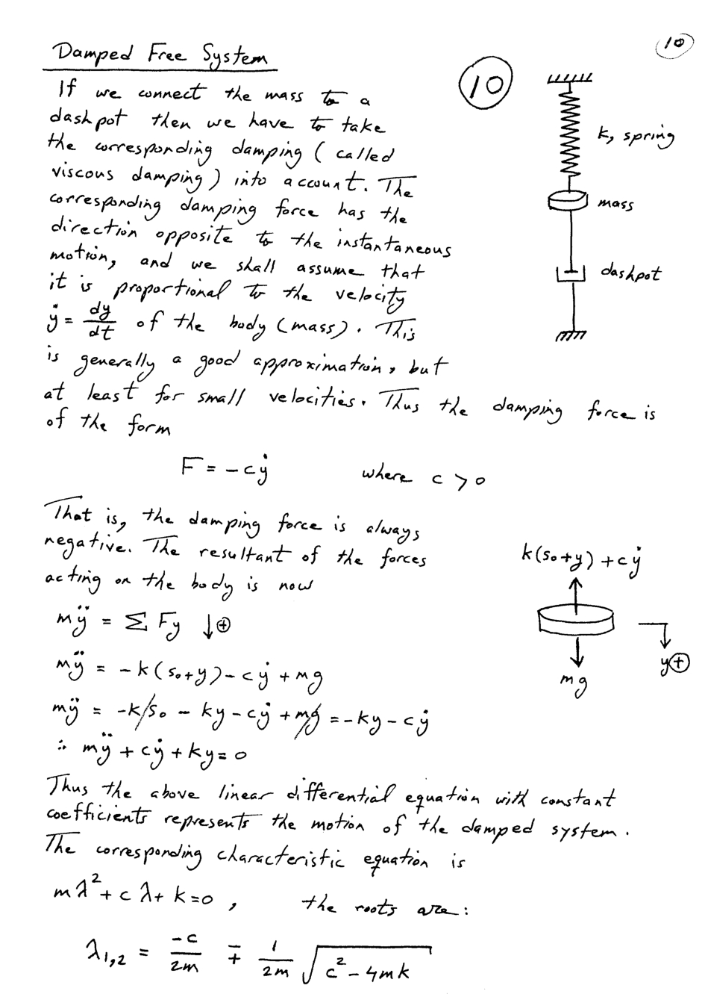 10
Damped Free System
10
If we connect the mass to a
dashpot then we have to take
the corresponding damping ( called
viscous damping ) into account. The
corresponding damping force has the
direction opposite to the instantaneous
motion, and we shall assume that
it is proportional to the velocity
ẏ = dy/dt of the body (mass). This
is generally a good approximation, but
at least for small velocities. Thus the damping force is
of the form
k, spring
mass
dashpot
F = -cẏ where c > 0
That is, the damping force is always
negative. The resultant of the forces
acting on the body is now
k(s₀+y) + cẏ
mg
y⊕
mÿ = Σ Fy ↓⊕
mÿ = -k(s₀+y) - cẏ + mg
mÿ = -ks₀ - ky - cẏ + mg = -ky - cẏ
∴ mÿ + cẏ + ky = 0
Thus the above linear differential equation with constant
coefficients represents the motion of the damped system.
The corresponding characteristic equation is
mλ² + cλ + k = 0 , the roots are:
λ₁,₂ = -c/2m ∓ 1/2m √(c² - 4mk)